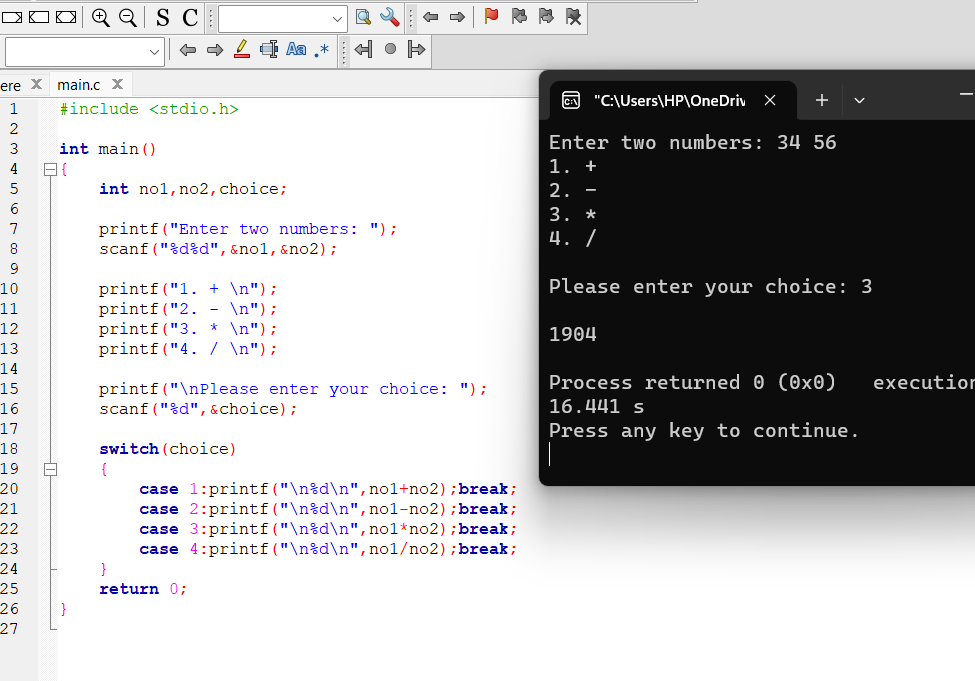 S C
Aa .*
ere X main.c X
1 #include <stdio.h>
2
3 int main()
4 {
5 int no1,no2,choice;
6
7 printf("Enter two numbers: ");
8 scanf("%d%d",&no1,&no2);
9
10 printf("1. + \n");
11 printf("2. - \n");
12 printf("3. * \n");
13 printf("4. / \n");
14
15 printf("\nPlease enter your choice: ");
16 scanf("%d",&choice);
17
18 switch(choice)
19 {
20 case 1:printf("\n%d\n",no1+no2);break;
21 case 2:printf("\n%d\n",no1-no2);break;
22 case 3:printf("\n%d\n",no1*no2);break;
23 case 4:printf("\n%d\n",no1/no2);break;
24 }
25 return 0;
26 }
27
C:\ "C:\Users\HP\OneDriv
Enter two numbers: 34 56
1. +
2. -
3. *
4. /
Please enter your choice: 3
1904
Process returned 0 (0x0) execution
16.441 s
Press any key to continue.